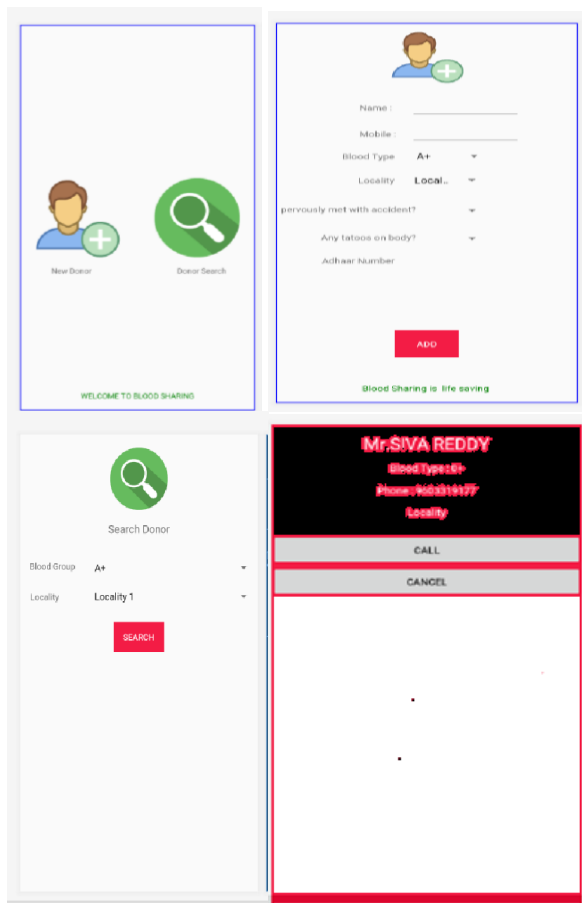 New Donor
Donor Search
WELCOME TO BLOOD SHARING
Name :
Mobile :
Blood Type A+
Locality Local..
pervously met with accident?
Any tatoos on body?
Adhaar Number
ADD
Blood Sharing is life saving
Search Donor
Blood Group A+
Locality Locality 1
SEARCH
Mr.SIVA REDDY
Blood Type:
Phone :
Locality
CALL
CANCEL